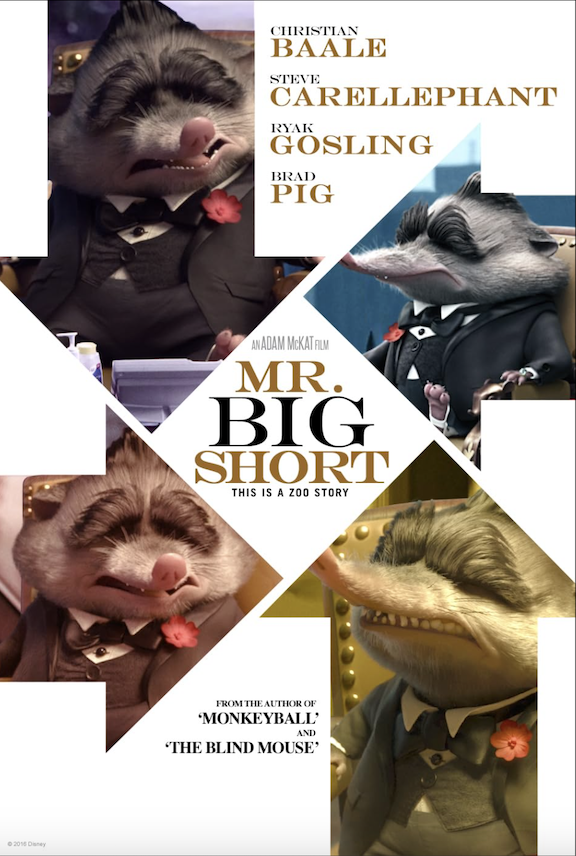 CHRISTIAN
BAALE
STEVE
CARELLEPHANT
RYAK
GOSLING
BRAD
PIG
AN ADAM McKAT FILM
MR.
BIG
SHORT
THIS IS A ZOO STORY
FROM THE AUTHOR OF
‘MONKEYBALL’
AND
‘THE BLIND MOUSE’
© 2016 Disney